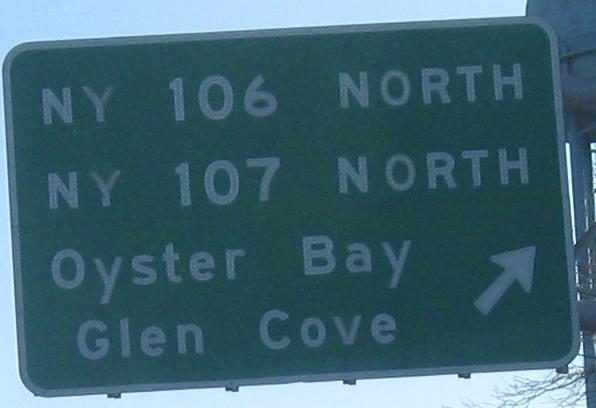 NY 106 NORTH
NY 107 NORTH
Oyster Bay
Glen Cove